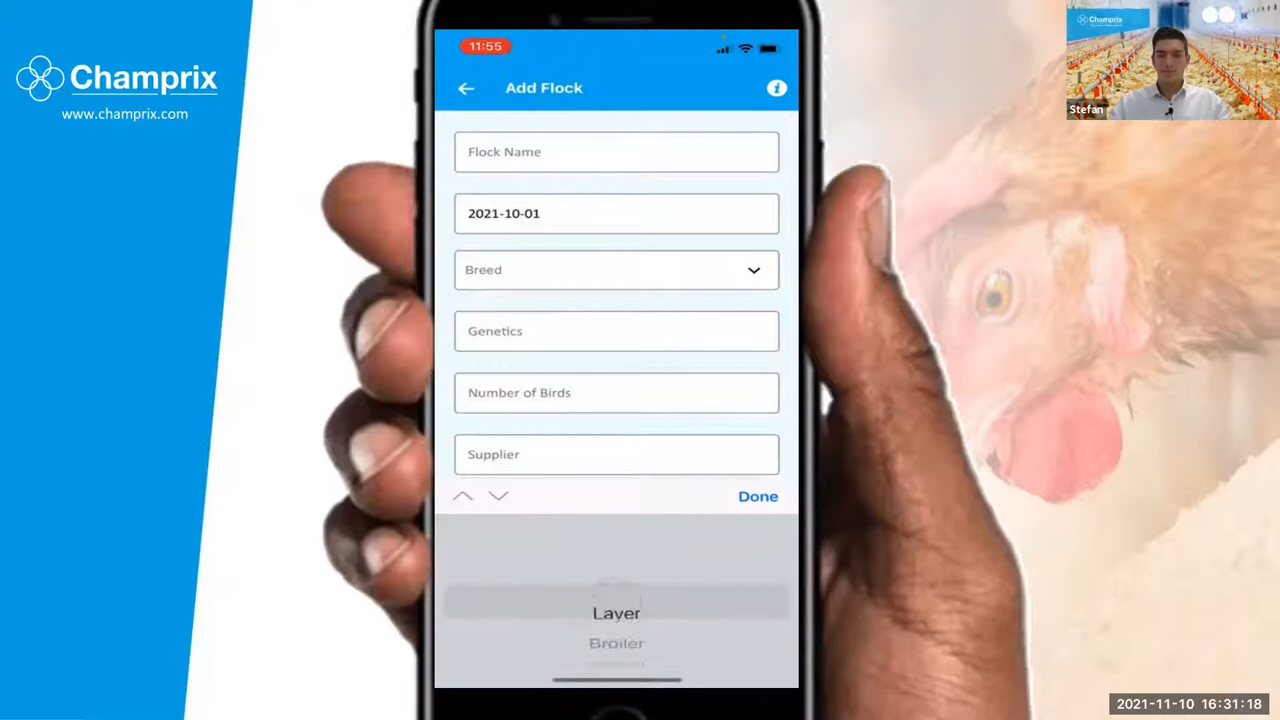 Champrix
www.champrix.com
11:55
Add Flock
Flock Name
2021-10-01
Breed
Genetics
Number of Birds
Supplier
Done
Layer
Broiler
Champrix
Stefan
2021-11-10 16:31:18